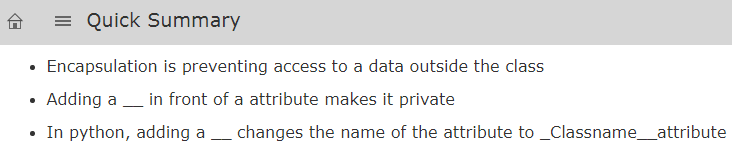 Quick Summary
Encapsulation is preventing access to a data outside the class
Adding a __ in front of a attribute makes it private
In python, adding a __ changes the name of the attribute to _Classname__attribute